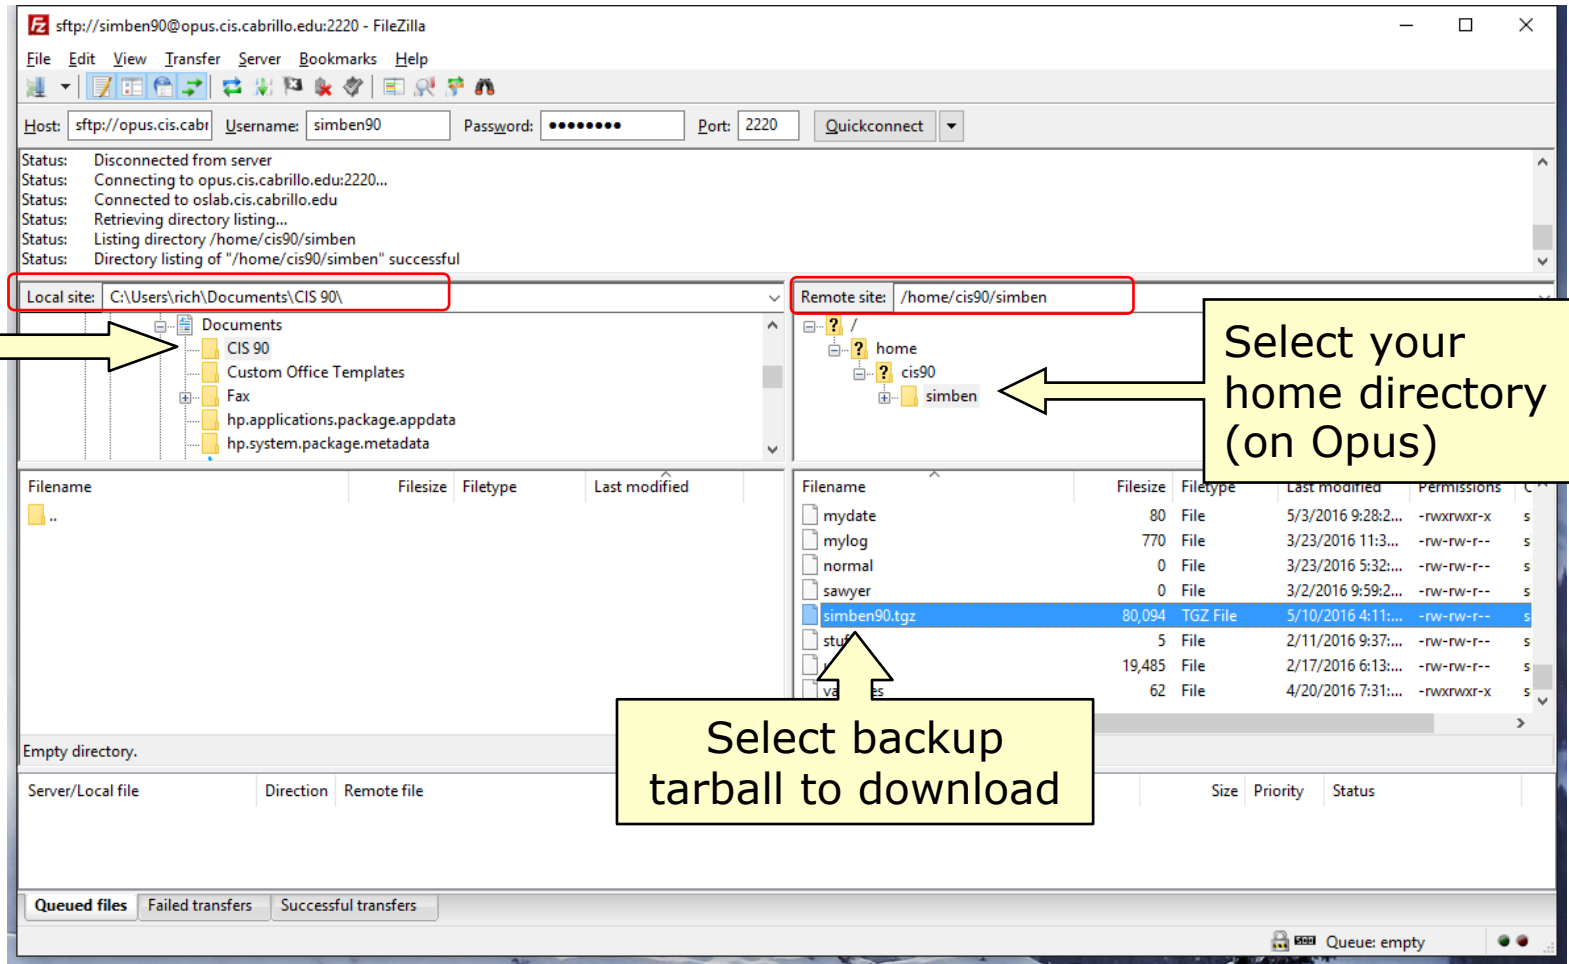 sftp://simben90@opus.cis.cabrillo.edu:2220 - FileZilla
File Edit View Transfer Server Bookmarks Help
Host: sftp://opus.cis.cabr Username: simben90 Password: ●●●●●●●● Port: 2220 Quickconnect
Status: Disconnected from server
Status: Connecting to opus.cis.cabrillo.edu:2220...
Status: Connected to oslab.cis.cabrillo.edu
Status: Retrieving directory listing...
Status: Listing directory /home/cis90/simben
Status: Directory listing of "/home/cis90/simben" successful
Local site: C:\Users\rich\Documents\CIS 90\
Documents
CIS 90
Custom Office Templates
Fax
hp.applications.package.appdata
hp.system.package.metadata
Remote site: /home/cis90/simben
/
home
cis90
simben
Select your
home directory
(on Opus)
Filename Filesize Filetype Last modified
..
Empty directory.
Filename Filesize Filetype Last modified Permissions
mydate 80 File 5/3/2016 9:28:2... -rwxrwxr-x s
mylog 770 File 3/23/2016 11:3... -rw-rw-r-- s
normal 0 File 3/23/2016 5:32:... -rw-rw-r-- s
sawyer 0 File 3/2/2016 9:59:2... -rw-rw-r-- s
simben90.tgz 80,094 TGZ File 5/10/2016 4:11:... -rw-rw-r-- s
5 File 2/11/2016 9:37:... -rw-rw-r-- s
19,485 File 2/17/2016 6:13:... -rw-rw-r-- s
62 File 4/20/2016 7:31:... -rwxrwxr-x s
Select backup
tarball to download
Server/Local file Direction Remote file Size Priority Status
Queued files Failed transfers Successful transfers
Queue: empty